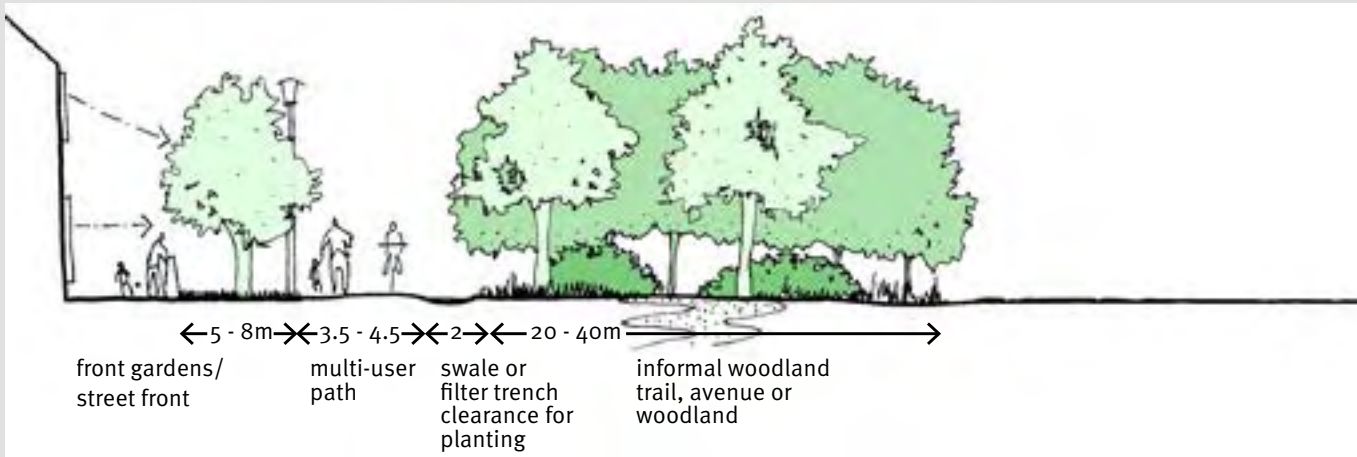 5 - 8m 3.5 - 4.5 2 20 - 40m
front gardens/
street front
multi-user
path
swale or
filter trench
clearance for
planting
informal woodland
trail, avenue or
woodland